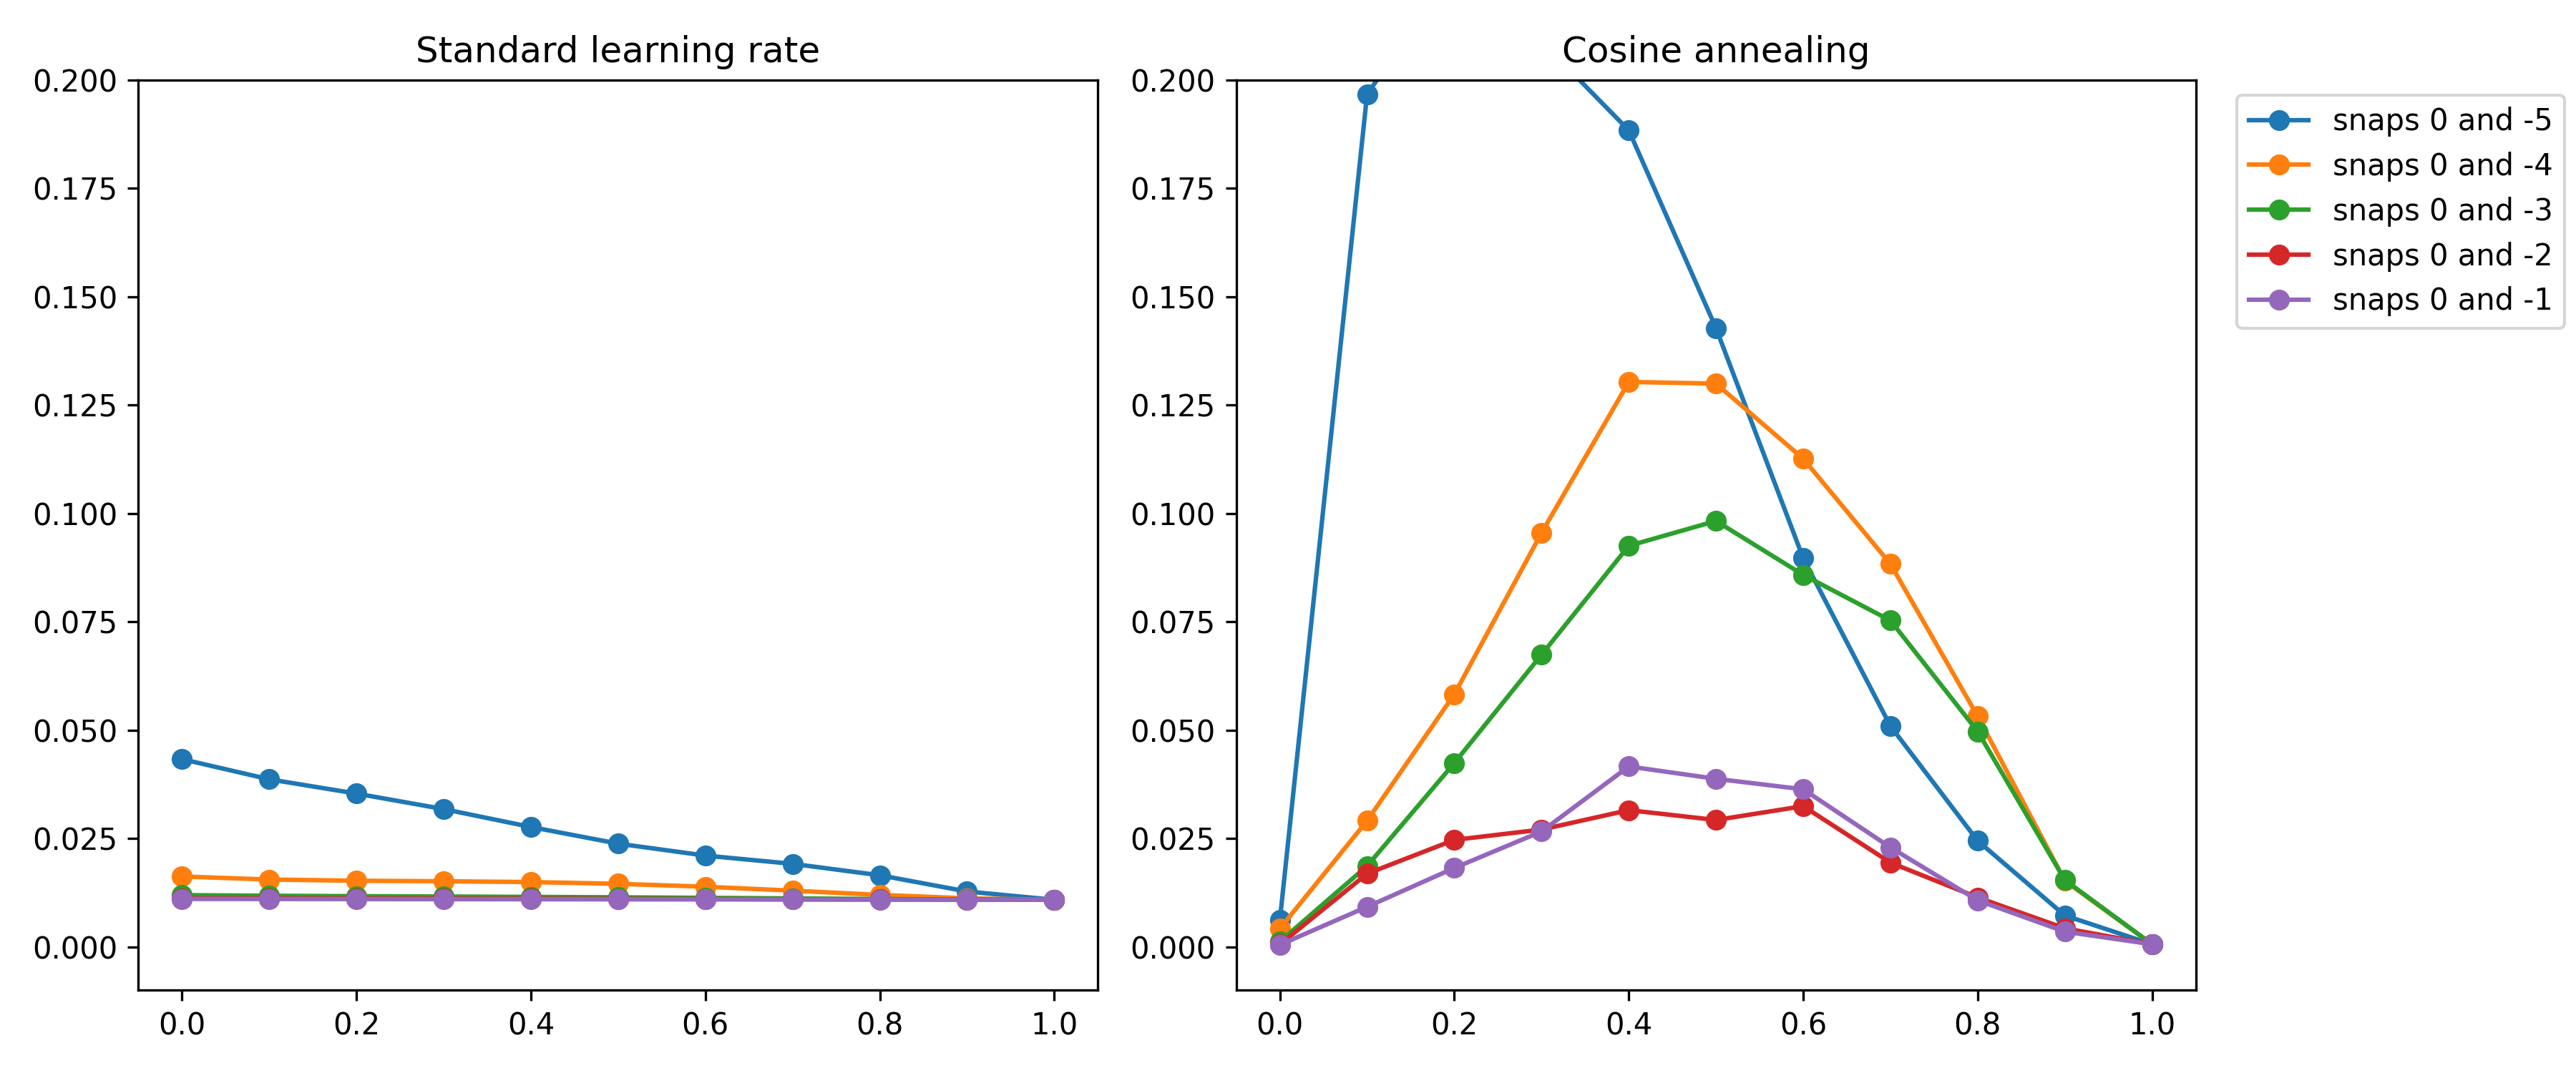 Standard learning rate
0.200
0.175
0.150
0.125
0.100
0.075
0.050
0.025
0.000
0.0 0.2 0.4 0.6 0.8 1.0
Cosine annealing
0.200
0.175
0.150
0.125
0.100
0.075
0.050
0.025
0.000
0.0 0.2 0.4 0.6 0.8 1.0
snaps 0 and -5
snaps 0 and -4
snaps 0 and -3
snaps 0 and -2
snaps 0 and -1